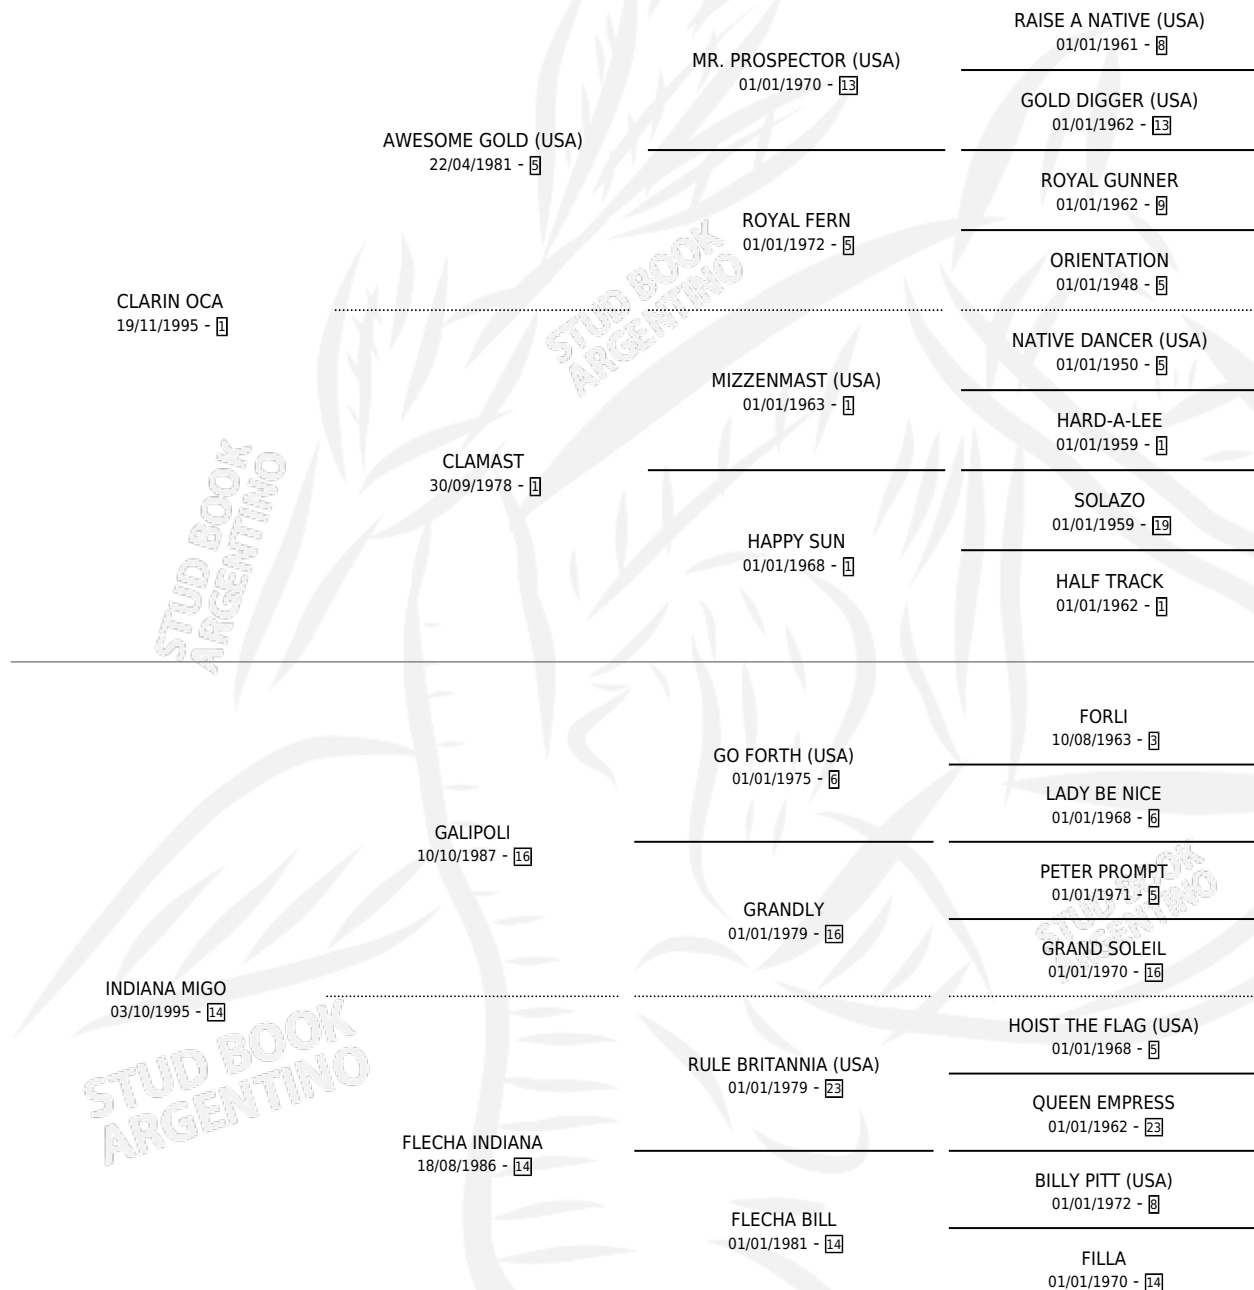 RAISE A NATIVE (USA)
01/01/1961 - 8
MR. PROSPECTOR (USA)
01/01/1970 - 13
GOLD DIGGER (USA)
01/01/1962 - 13
AWESOME GOLD (USA)
22/04/1981 - 5
ROYAL GUNNER
01/01/1962 - 9
ROYAL FERN
01/01/1972 - 5
ORIENTATION
01/01/1948 - 5
CLARIN OCA
19/11/1995 - 1
NATIVE DANCER (USA)
01/01/1950 - 5
MIZZENMAST (USA)
01/01/1963 - 1
HARD-A-LEE
01/01/1959 - 1
CLAMAST
30/09/1978 - 1
SOLAZO
01/01/1959 - 19
HAPPY SUN
01/01/1968 - 1
HALF TRACK
01/01/1962 - 1
FORLI
10/08/1963 - 3
GO FORTH (USA)
01/01/1975 - 6
LADY BE NICE
01/01/1968 - 6
GALIPOLI
10/10/1987 - 16
PETER PROMPT
01/01/1971 - 5
GRANDLY
01/01/1979 - 16
GRAND SOLEIL
01/01/1970 - 16
INDIANA MIGO
03/10/1995 - 14
HOIST THE FLAG (USA)
01/01/1968 - 5
RULE BRITANNIA (USA)
01/01/1979 - 23
QUEEN EMPRESS
01/01/1962 - 23
FLECHA INDIANA
18/08/1986 - 14
BILLY PITT (USA)
01/01/1972 - 8
FLECHA BILL
01/01/1981 - 14
FILLA
01/01/1970 - 14
STUD BOOK
ARGENTINO
STUD BOOK
ARGENTINO
STUD BOOK
ARGENTINO
STUD BOOK
ARGENTINO